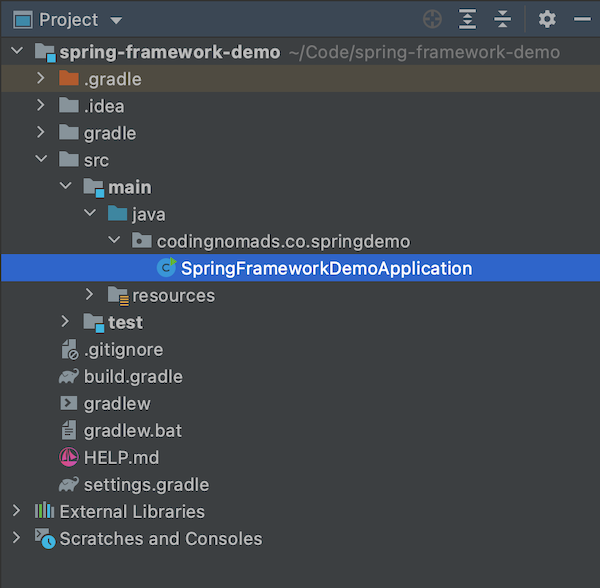 Project
spring-framework-demo ~/Code/spring-framework-demo
.gradle
.idea
gradle
src
main
java
codingnomads.co.springdemo
SpringFrameworkDemoApplication
resources
test
.gitignore
build.gradle
gradlew
gradlew.bat
HELP.md
settings.gradle
External Libraries
Scratches and Consoles